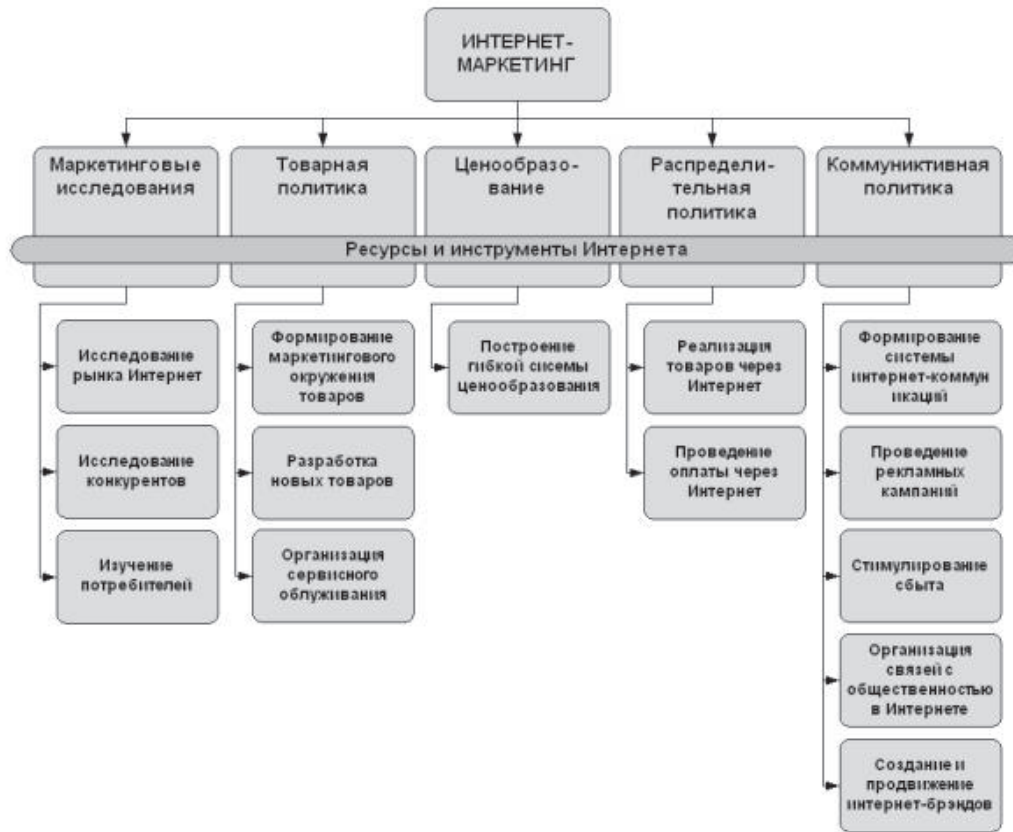 ИНТЕРНЕТ-
МАРКЕТИНГ
Маркетинговые
исследования
Товарная
политика
Ценообразо-
вание
Распредели-
тельная
политика
Коммуниктивная
политика
Ресурсы и инструменты Интернета
Исследование
рынка Интернет
Исследование
конкурентов
Изучение
потребителей
Формирование
маркетингового
окружения
товаров
Разработка
новых товаров
Организация
сервисного
облуживания
Построение
гибкой сисемы
ценообразования
Реализация
товаров через
Интернет
Проведение
оплаты через
Интернет
Формирование
системы
интернет-коммун
икаций
Проведение
рекламных
кампаний
Стимулирование
сбыта
Организация
связей с
общественностью
в Интернете
Создание и
продвижение
интернет-брэндов